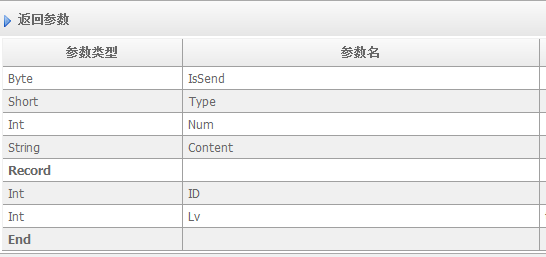 返回参数
参数类型 参数名
Byte IsSend
Short Type
Int Num
String Content
Record
Int ID
Int Lv
End